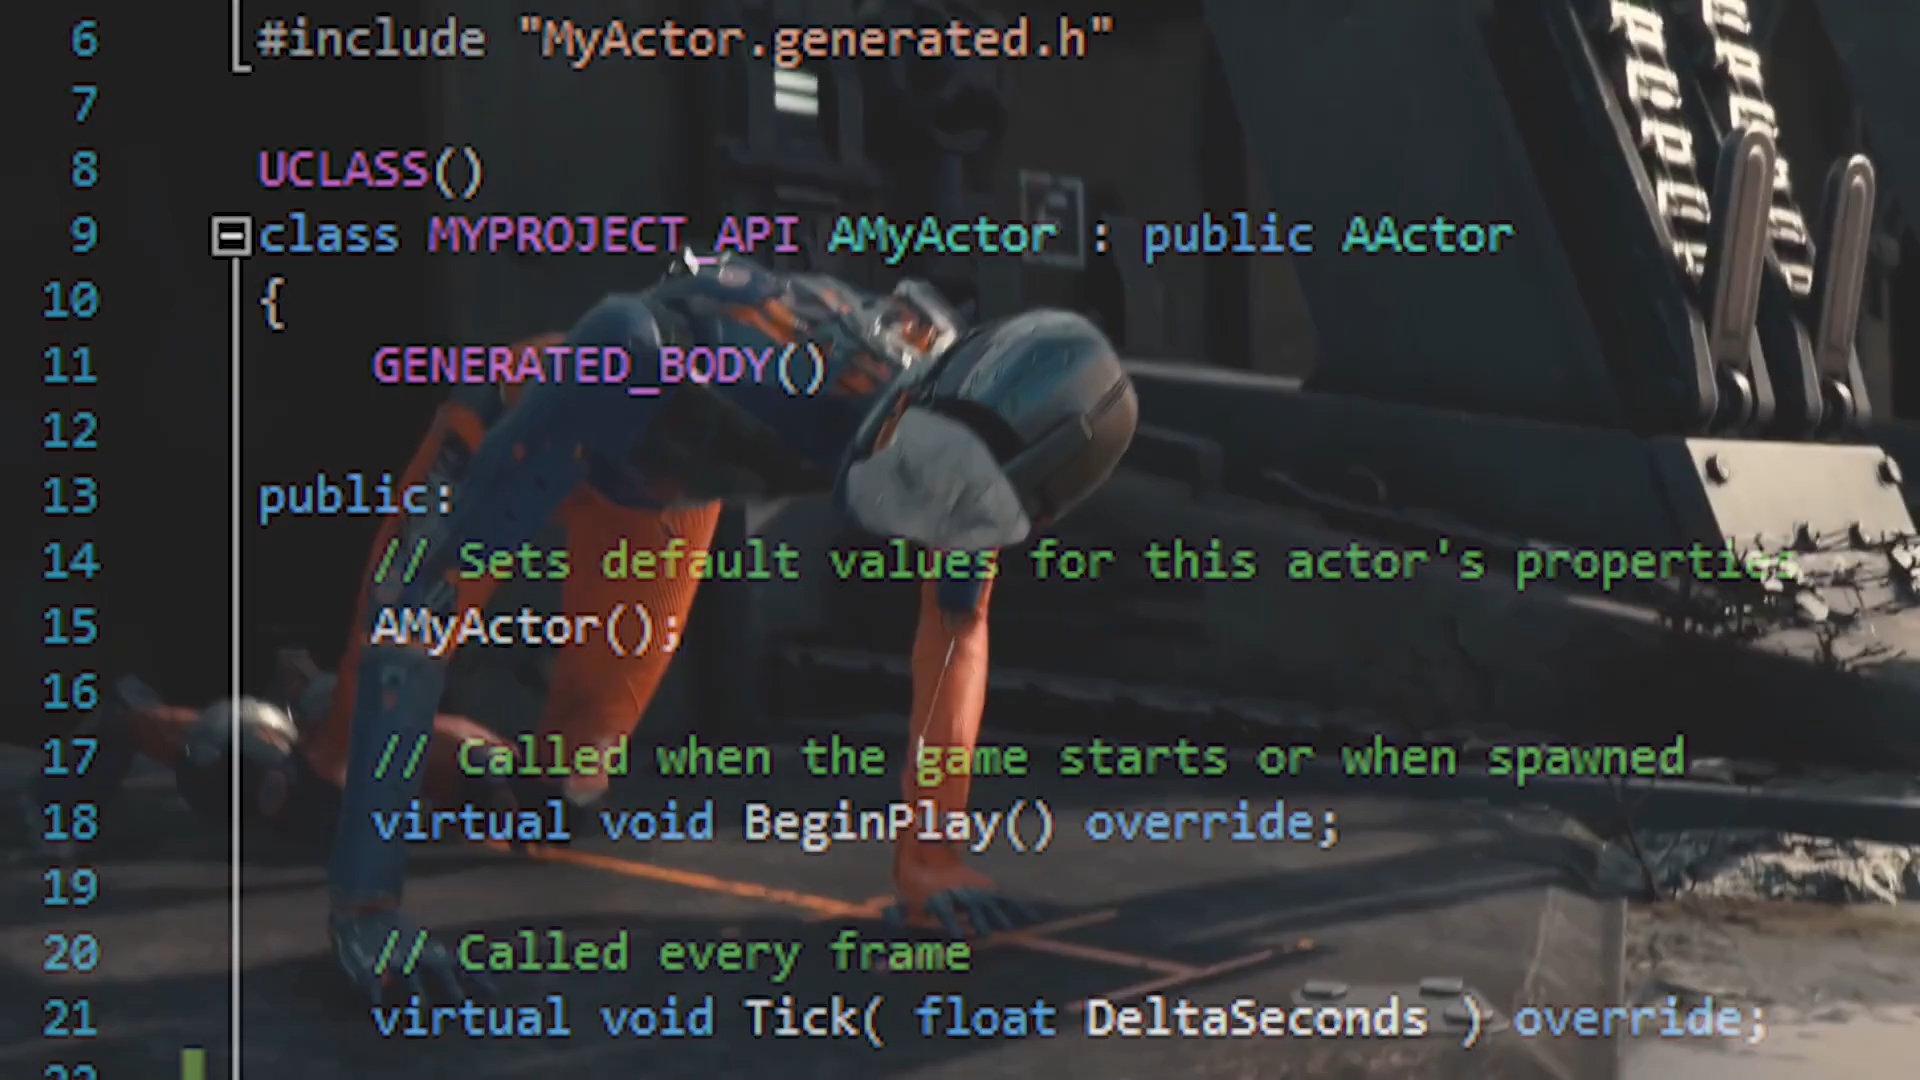 6 #include "MyActor.generated.h"
7
8 UCLASS()
9 class MYPROJECT_API AMyActor : public AActor
10 {
11 GENERATED_BODY()
12
13 public:
14 // Sets default values for this actor's properties
15 AMyActor();
16
17 // Called when the game starts or when spawned
18 virtual void BeginPlay() override;
19
20 // Called every frame
21 virtual void Tick( float DeltaSeconds ) override;
22